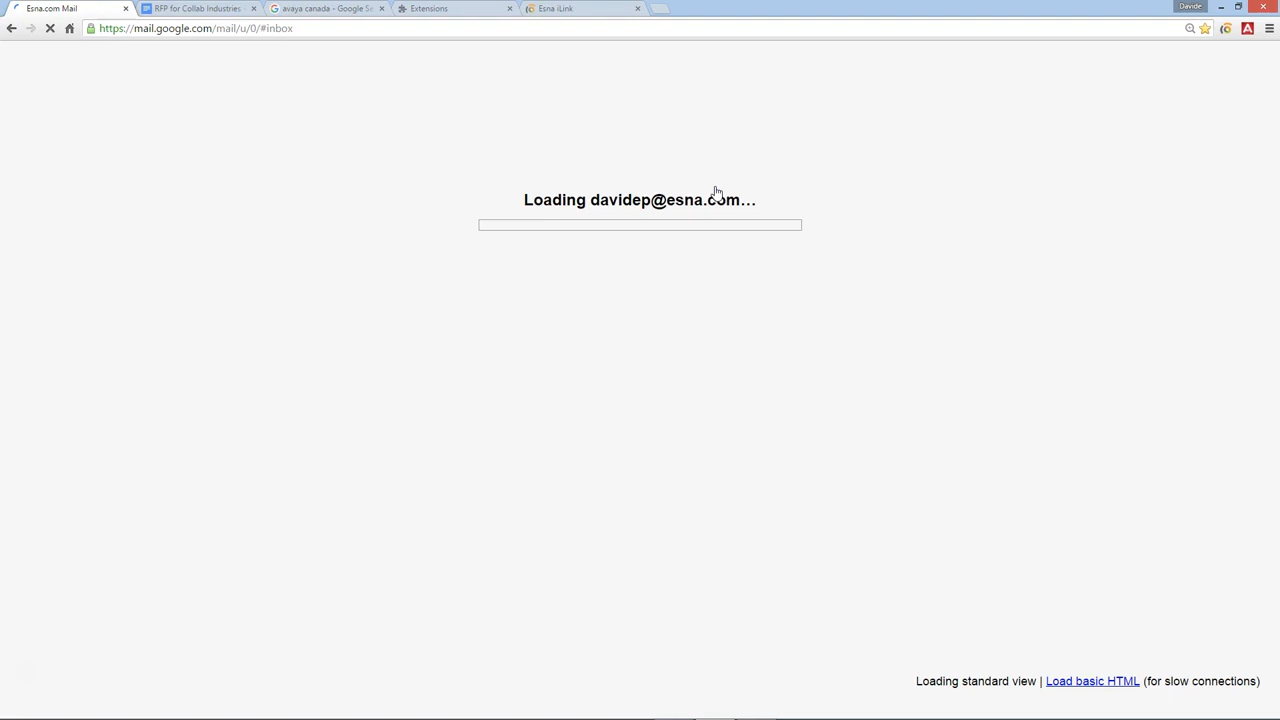 Esna.com Mail
RFP for Collab Industries
avaya canada - Google Se
Extensions
Esna iLink
Davide
https://mail.google.com/mail/u/0/#inbox
Loading davidep@esna.com...
Loading standard view | Load basic HTML (for slow connections)